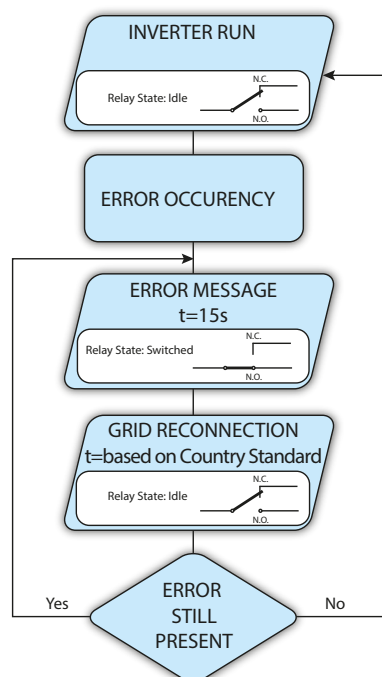 INVERTER RUN
N.C.
Relay State: Idle
N.O.
ERROR OCCURENCY
ERROR MESSAGE
t=15s
N.C.
Relay State: Switched
N.O.
GRID RECONNECTION
t=based on Country Standard
N.C.
Relay State: Idle
N.O.
Yes
ERROR
STILL
PRESENT
No